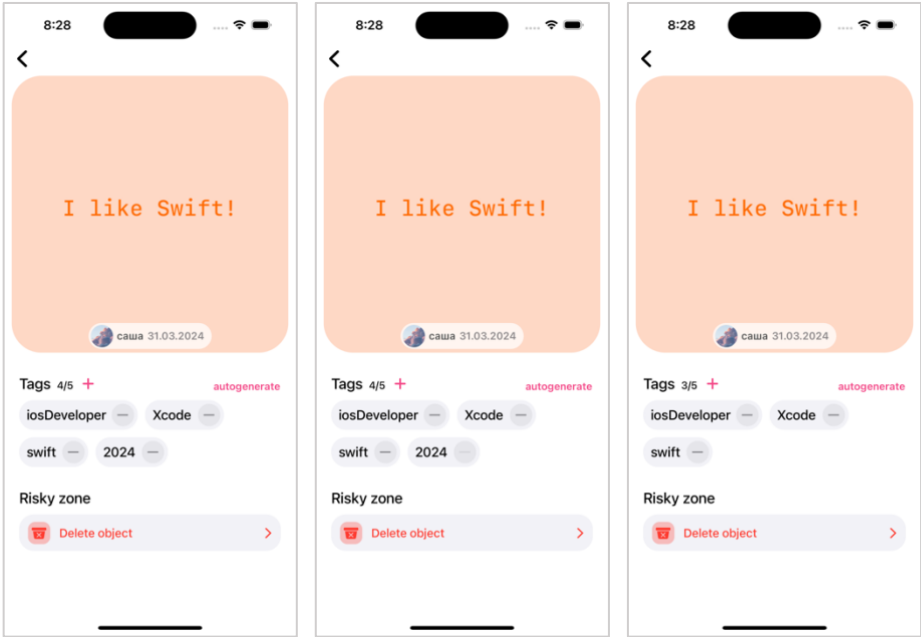 8:28
I like Swift!
саша 31.03.2024
Tags 4/5 + autogenerate
iosDeveloper — Xcode —
swift — 2024 —
Risky zone
Delete object
8:28
I like Swift!
саша 31.03.2024
Tags 4/5 + autogenerate
iosDeveloper — Xcode —
swift — 2024 —
Risky zone
Delete object
8:28
I like Swift!
саша 31.03.2024
Tags 3/5 + autogenerate
iosDeveloper — Xcode —
swift —
Risky zone
Delete object